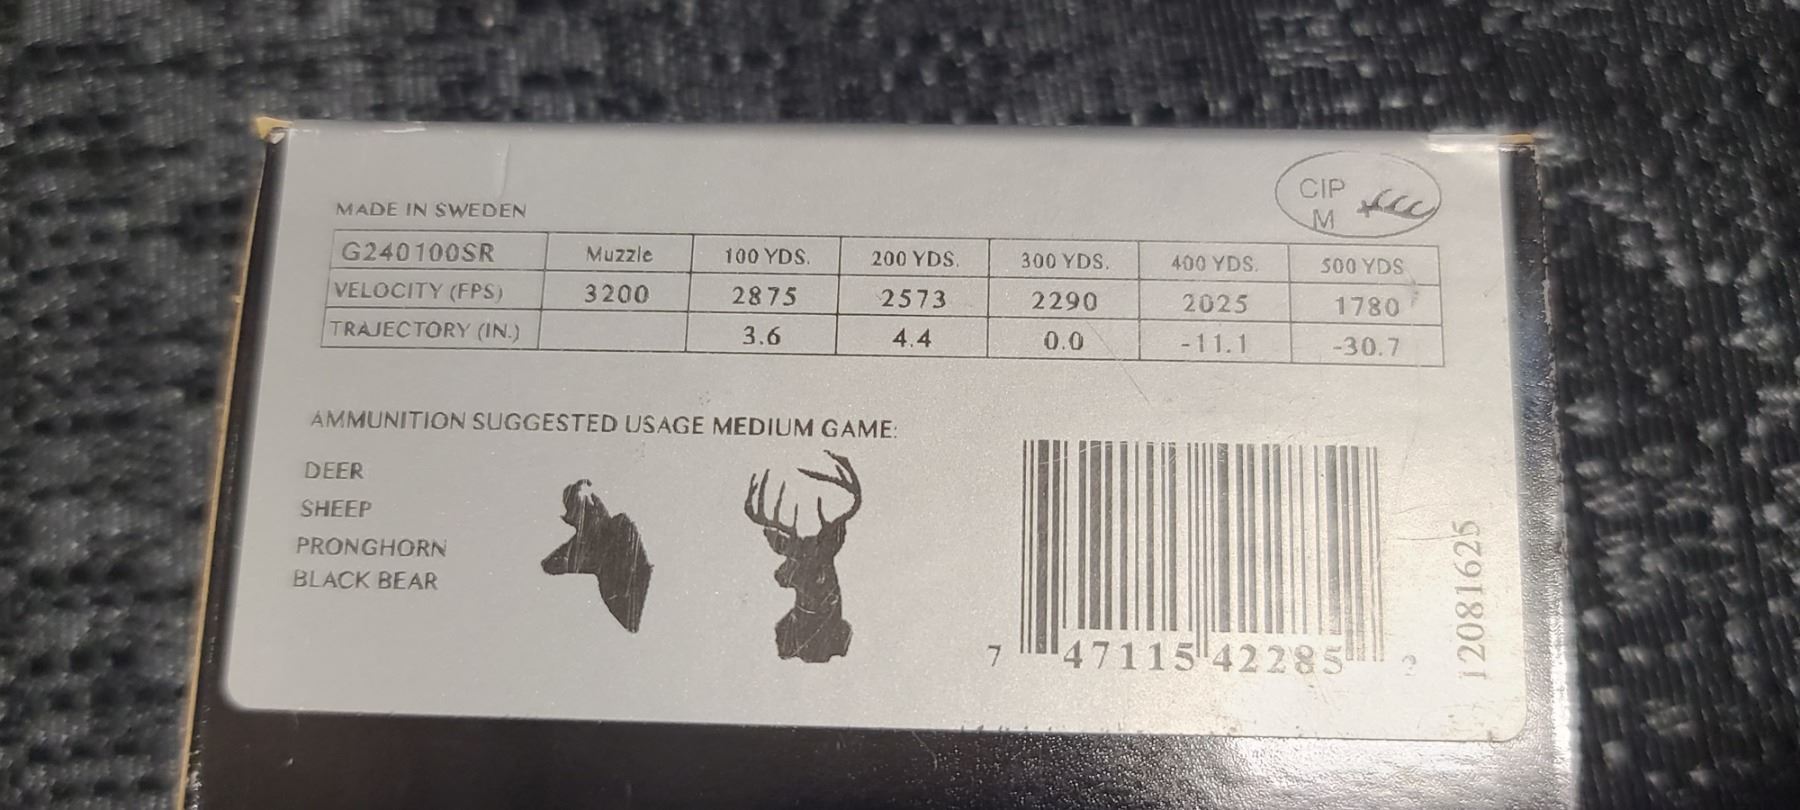 MADE IN SWEDEN
CIP
M
G240100SR Muzzle 100 YDS. 200 YDS. 300 YDS. 400 YDS. 500 YDS
VELOCITY (FPS) 3200 2875 2573 2290 2025 1780
TRAJECTORY (IN.) 3.6 4.4 0.0 -11.1 -30.7
AMMUNITION SUGGESTED USAGE MEDIUM GAME:
DEER
SHEEP
PRONGHORN
BLACK BEAR
7 47115 42285
12081625